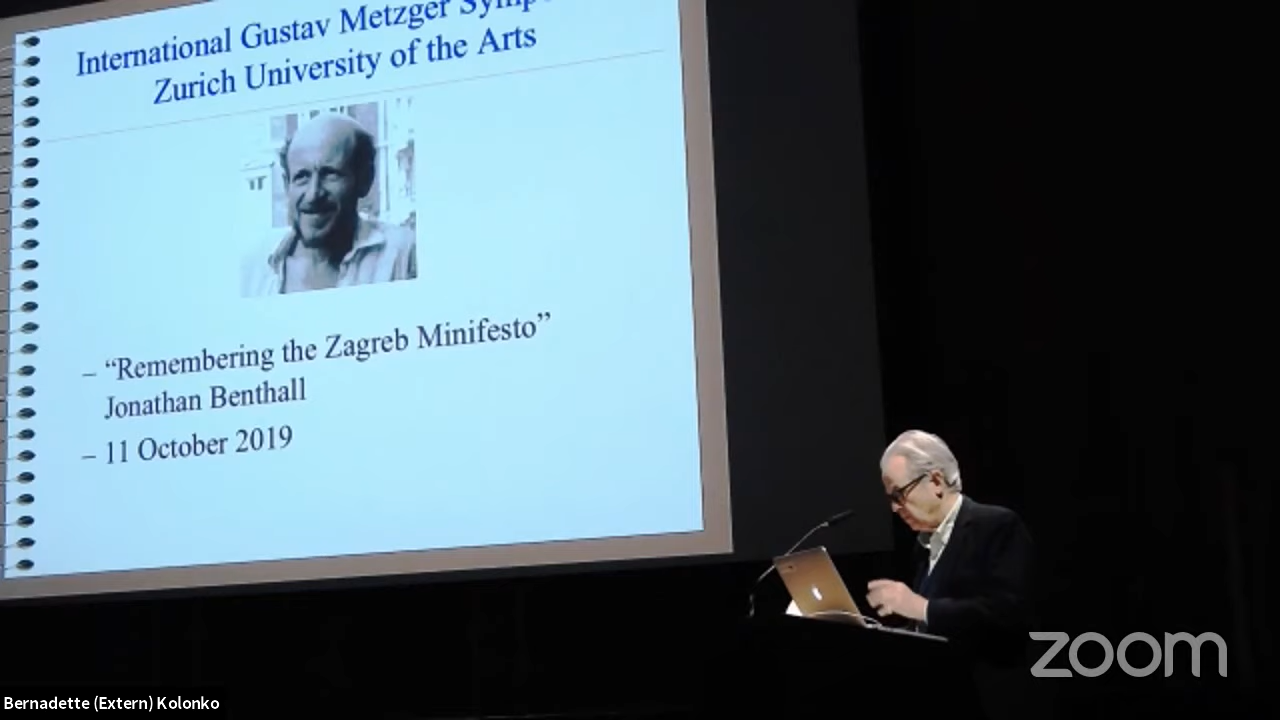 International Gustav Metzger
Zurich University of the Arts
– “Remembering the Zagreb Minifesto”
Jonathan Benthall
– 11 October 2019
zoom
Bernadette (Extern) Kolonko